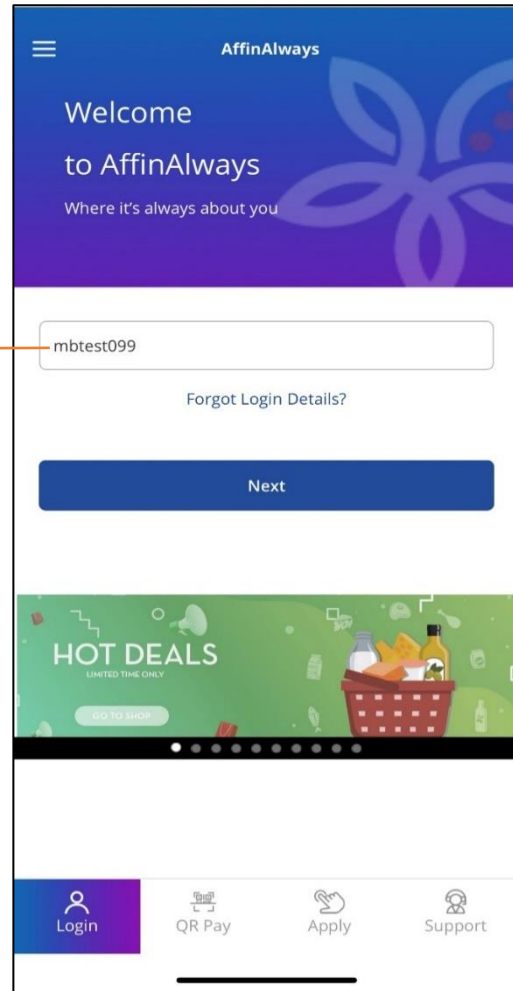 AffinAlways
Welcome
to AffinAlways
Where it's always about you
mbtest099
Forgot Login Details?
Next
HOT DEALS
LIMITED TIME ONLY
GO TO SHOP
Login
QR Pay
Apply
Support